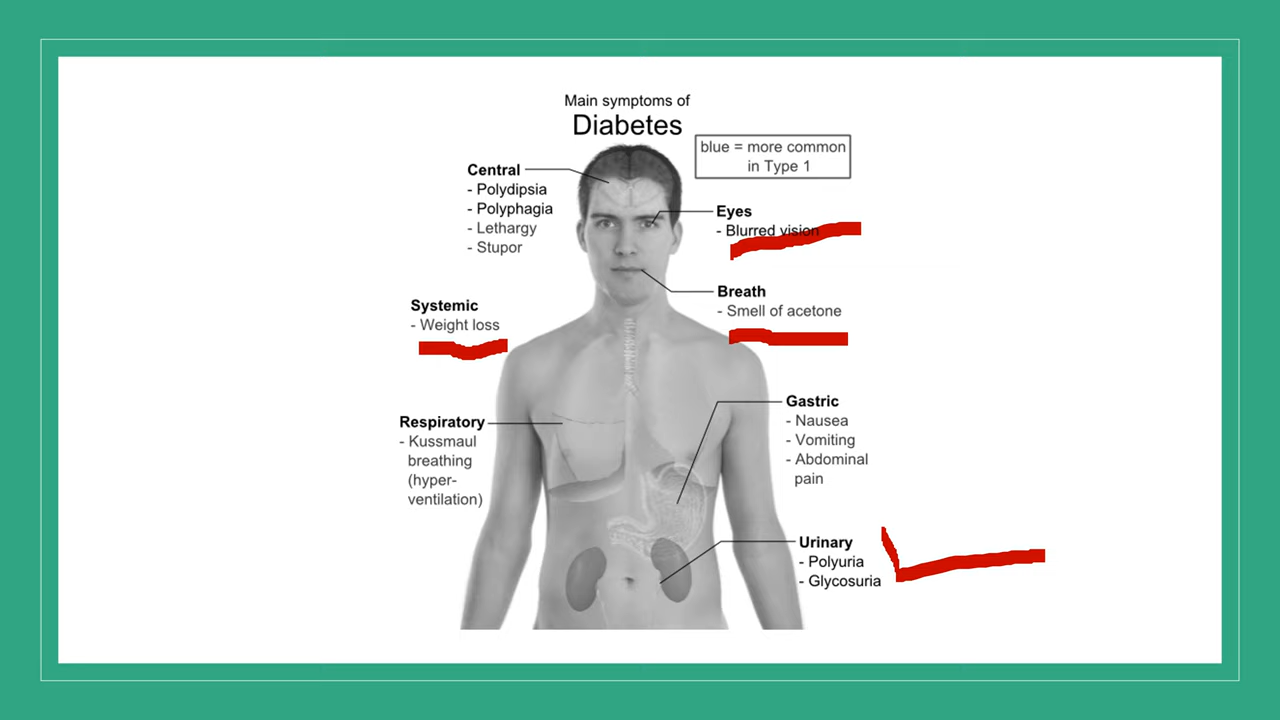 Main symptoms of
Diabetes
blue = more common
in Type 1
Central
- Polydipsia
- Polyphagia
- Lethargy
- Stupor
Eyes
- Blurred vision
Breath
- Smell of acetone
Systemic
- Weight loss
Respiratory
- Kussmaul
breathing
(hyper-
ventilation)
Gastric
- Nausea
- Vomiting
- Abdominal
pain
Urinary
- Polyuria
- Glycosuria